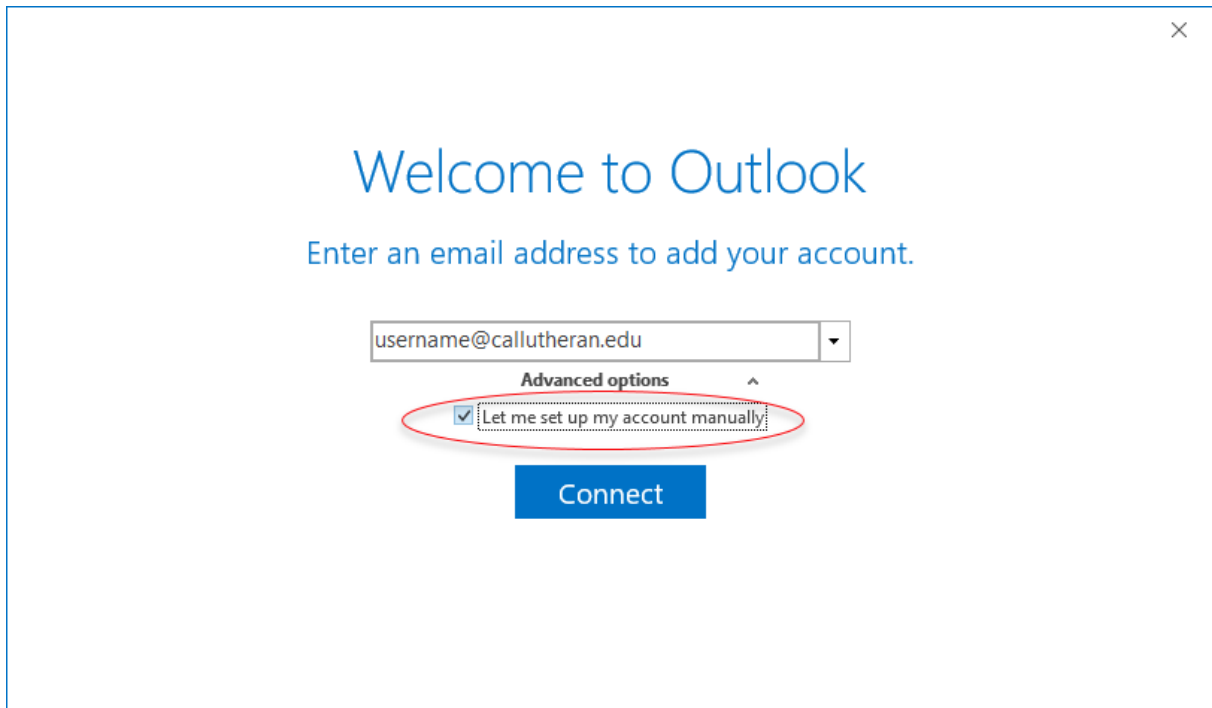 Welcome to Outlook
Enter an email address to add your account.
username@callutheran.edu
Advanced options
Let me set up my account manually
Connect